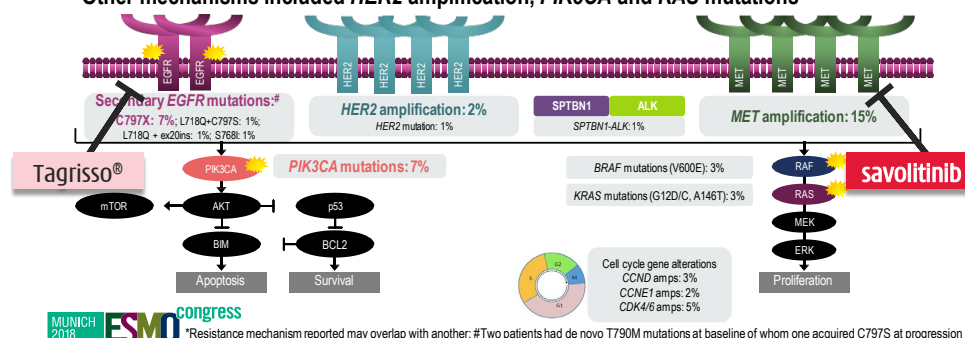 Other mechanisms included HER2 amplification, PIK3CA and RAS mutations
EGFR
EGFR
HER2
HER2
HER2
HER2
MET
MET
MET
MET
Secondary EGFR mutations:#
C797X: 7%; L718Q+C797S: 1%;
L718Q + ex20ins: 1%; S768I: 1%
HER2 amplification: 2%
HER2 mutation: 1%
SPTBN1
ALK
SPTBN1-ALK: 1%
MET amplification: 15%
Tagrisso®
PIK3CA
PIK3CA mutations: 7%
BRAF mutations (V600E): 3%
RAF
savolitinib
KRAS mutations (G12D/C, A146T): 3%
RAS
mTOR
AKT
p53
MEK
BIM
BCL2
ERK
Apoptosis
Survival
Proliferation
S
G2
M
G1
Cell cycle gene alterations
CCND amps: 3%
CCNE1 amps: 2%
CDK4/6 amps: 5%
MUNICH
2018
ESMO
congress
*Resistance mechanism reported may overlap with another; #Two patients had de novo T790M mutations at baseline of whom one acquired C797S at progression